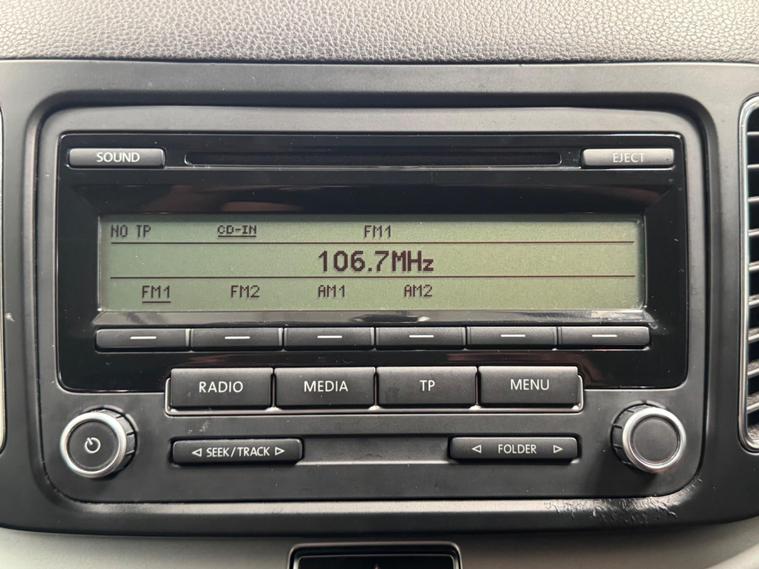 SOUND EJECT
NO TP CD-IN FM1
106.7MHz
FM1 FM2 AM1 AM2
RADIO MEDIA TP MENU
SEEK/TRACK FOLDER